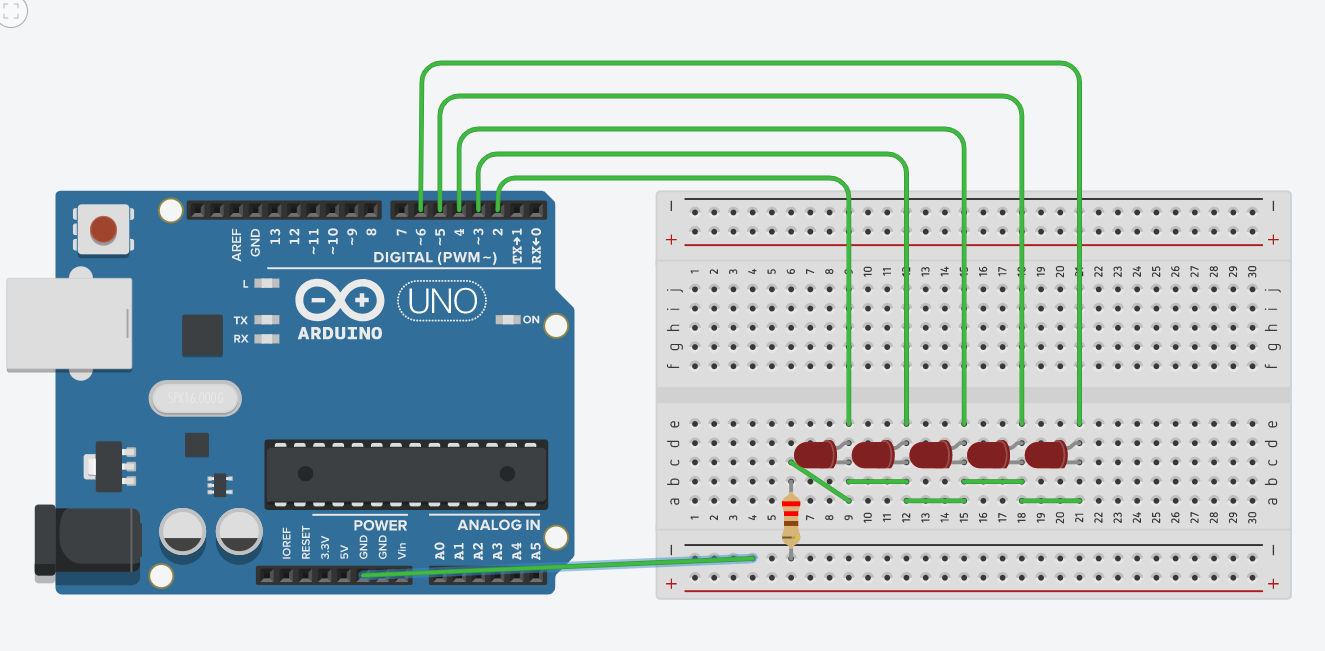 AREF
GND
13
12
~11
~10
~9
8
7
~6
~5
4
~3
2
TX→1
RX←0
DIGITAL (PWM~)
L
TX
RX
UNO
ARDUINO
ON
SPK16.000G
POWER
ANALOG IN
IOREF
RESET
3.3V
5V
GND
GND
Vin
A0
A1
A2
A3
A4
A5
− −
+ +
1 2 3 4 5 6 7 8 9 10 11 12 13 14 15 16 17 18 19 20 21 22 23 24 25 26 27 28 29 30
j j
i i
h h
g g
f f
e e
d d
c c
b b
a a
1 2 3 4 5 6 7 8 9 10 11 12 13 14 15 16 17 18 19 20 21 22 23 24 25 26 27 28 29 30
− −
+ +